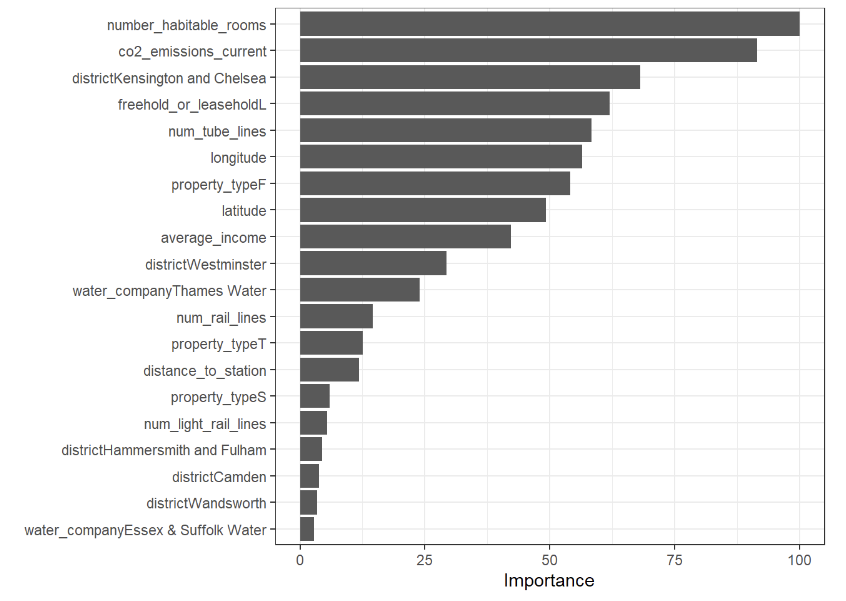 number_habitable_rooms
co2_emissions_current
districtKensington and Chelsea
freehold_or_leaseholdL
num_tube_lines
longitude
property_typeF
latitude
average_income
districtWestminster
water_companyThames Water
num_rail_lines
property_typeT
distance_to_station
property_typeS
num_light_rail_lines
districtHammersmith and Fulham
districtCamden
districtWandsworth
water_companyEssex & Suffolk Water
0 25 50 75 100
Importance